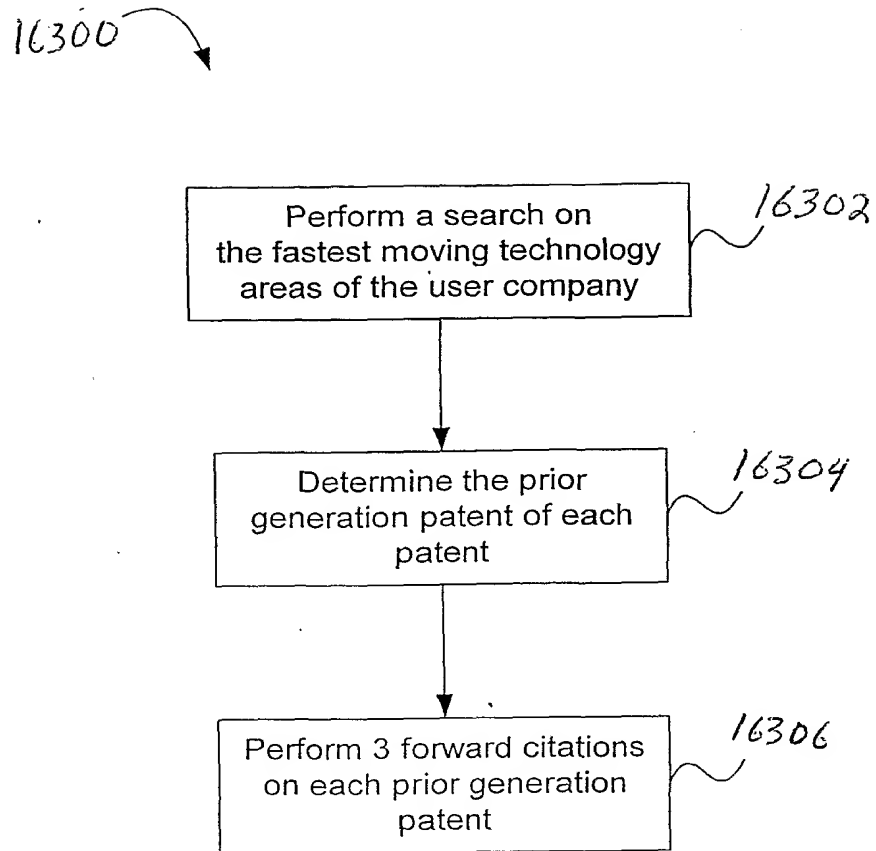 16300
Perform a search on
the fastest moving technology
areas of the user company
16302
Determine the prior
generation patent of each
patent
16304
Perform 3 forward citations
on each prior generation
patent
16306